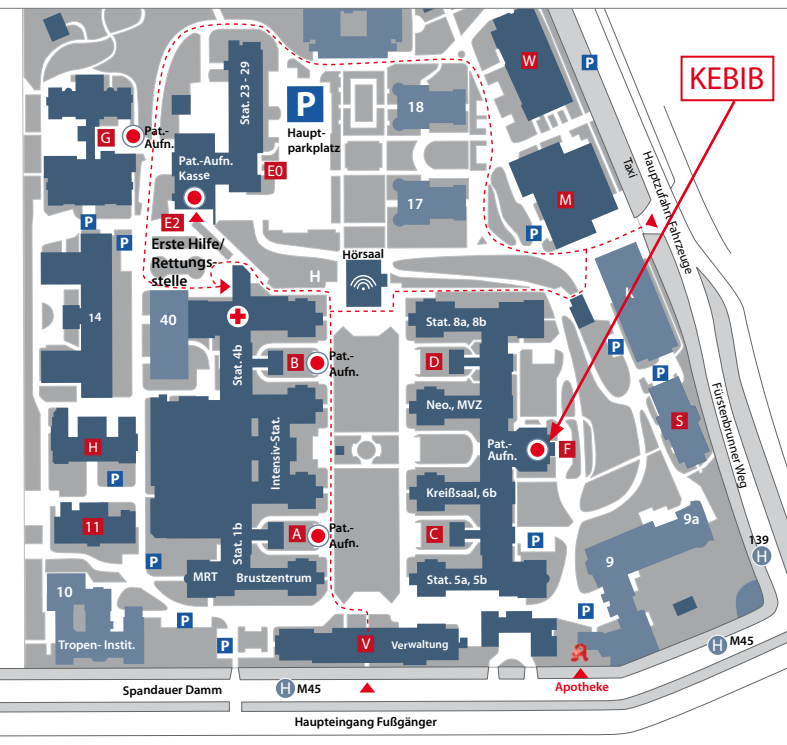 W
P
KEBIB
Stat. 23 - 29
P
Haupt-
parkplatz
18
G
Pat.-
Aufn.
Pat.-Aufn.
Kasse
E0
Taxi
Hauptzufahrt Fahrzeuge
M
17
E2
P
P
P
Erste Hilfe/
Rettungs-
stelle
Hörsaal
H
K
14
40
Stat. 8a, 8b
P
Stat. 4b
B
Pat.-
Aufn.
D
P
Neo., MVZ
Fürstenbrunner Weg
S
H
Intensiv-Stat.
Pat.-
Aufn.
F
P
Kreißsaal, 6b
11
Stat. 1b
A
Pat.-
Aufn.
C
P
9a
139
H
P
9
MRT
Brustzentrum
Stat. 5a, 5b
10
P
P
Tropen- Instit.
P
V
Verwaltung
H
M45
A
Apotheke
Spandauer Damm
H
M45
Haupteingang Fußgänger